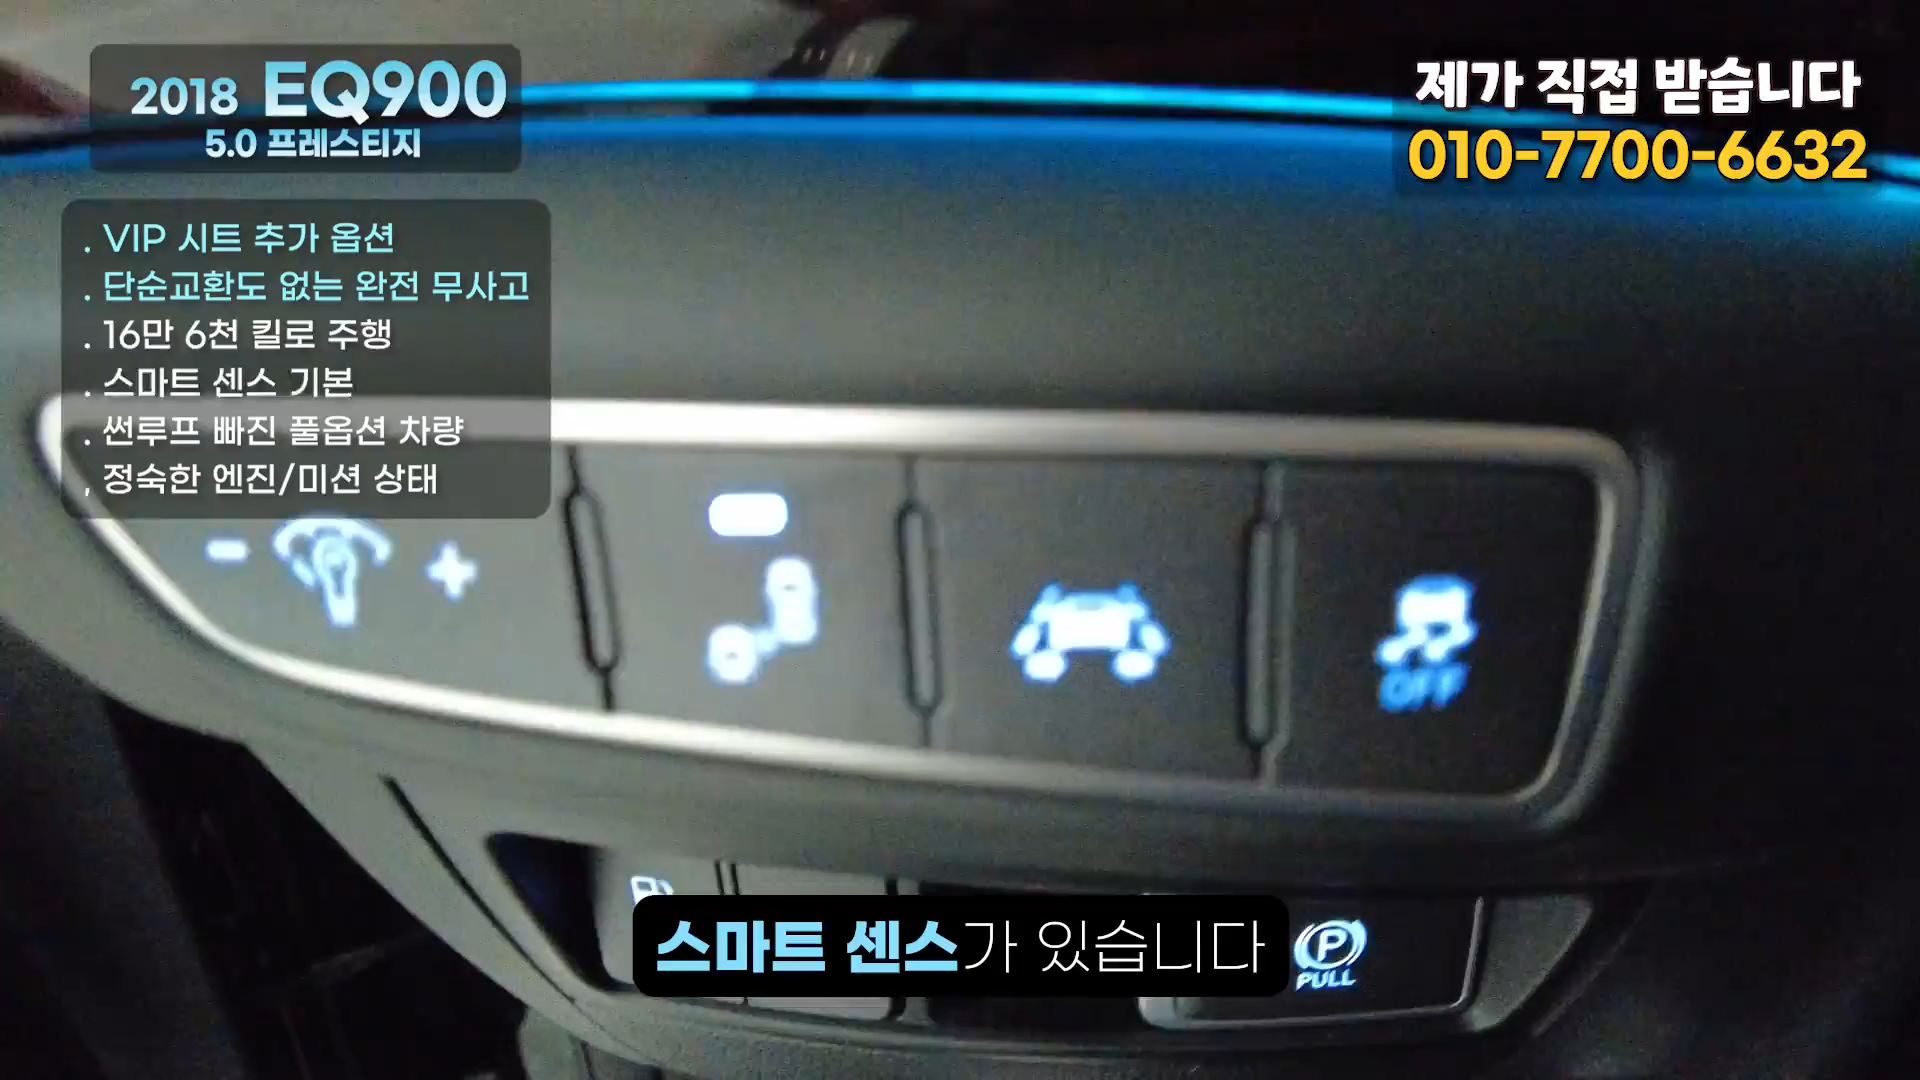 2018 EQ900
5.0 프레스티지
제가 직접 받습니다
010-7700-6632
. VIP 시트 추가 옵션
. 단순교환도 없는 완전 무사고
. 16만 6천 킬로 주행
. 스마트 센스 기본
. 썬루프 빠진 풀옵션 차량
, 정숙한 엔진/미션 상태
OFF
스마트 센스가 있습니다
P
PULL